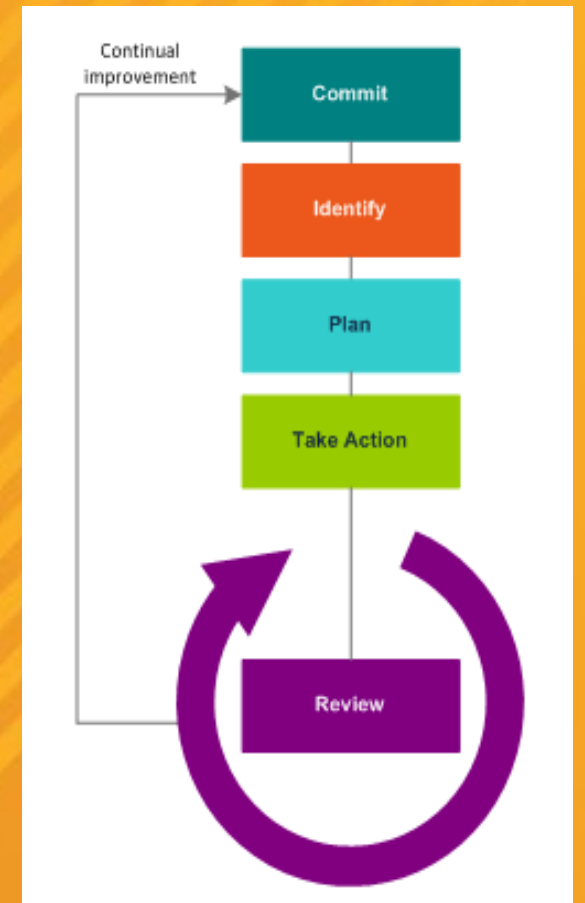 Continual
improvement
Commit
Identify
Plan
Take Action
Review